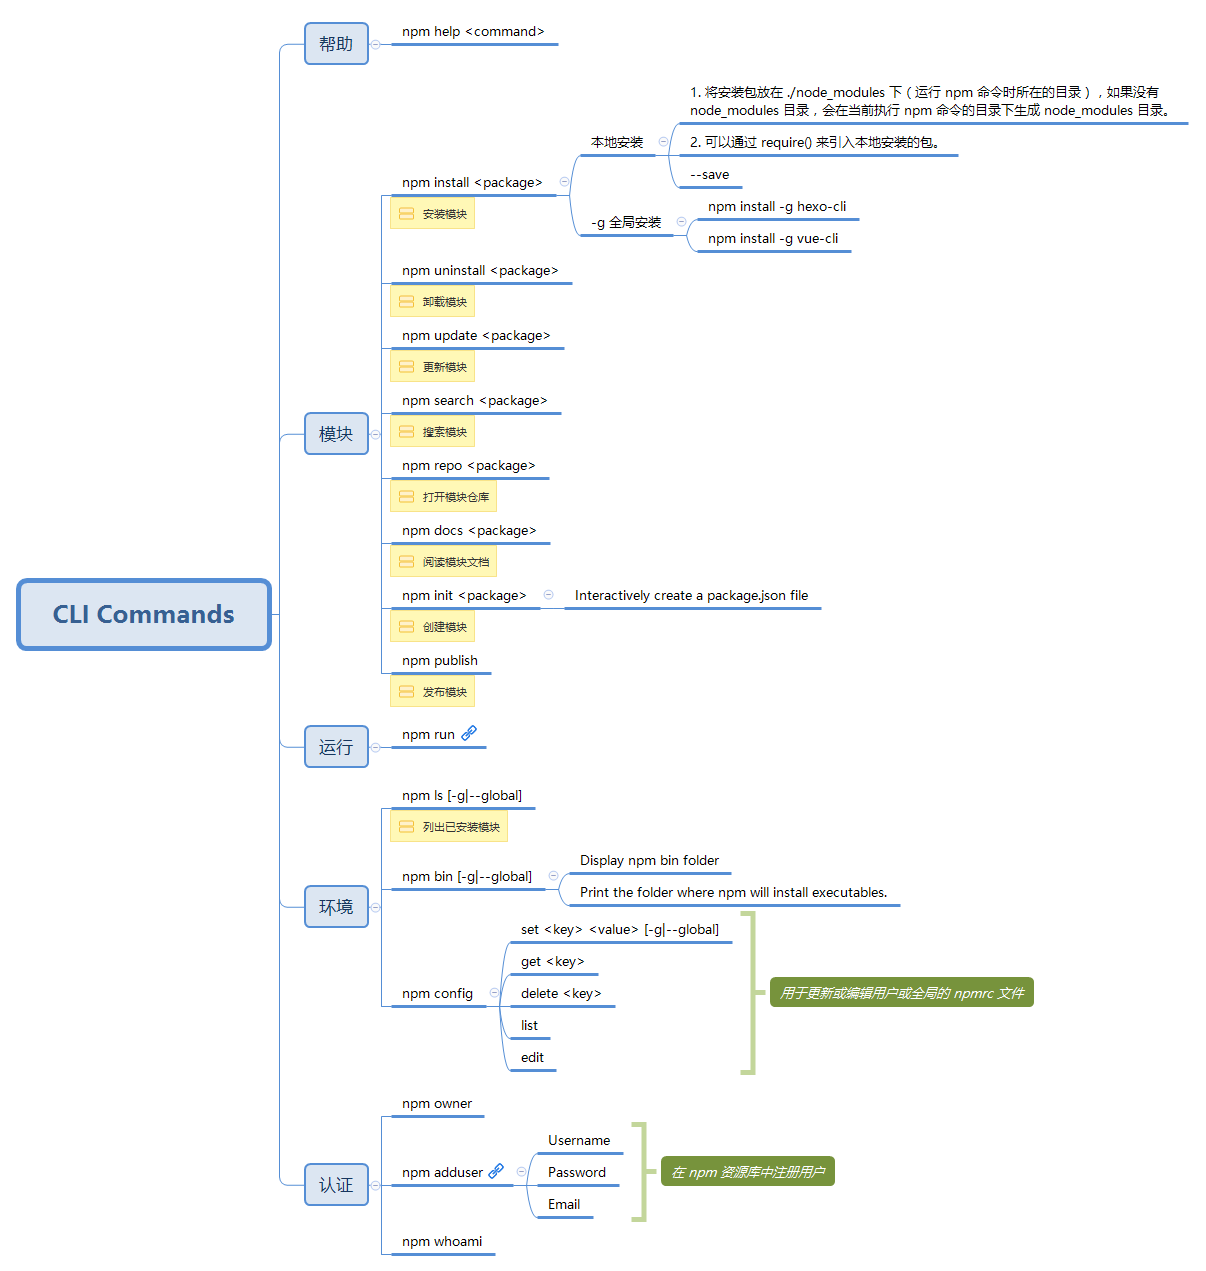 CLI Commands
帮助
npm help <command>
模块
npm install <package>
安装模块
本地安装
1. 将安装包放在 ./node_modules 下（运行 npm 命令时所在的目录），如果没有
node_modules 目录，会在当前执行 npm 命令的目录下生成 node_modules 目录。
2. 可以通过 require() 来引入本地安装的包。
--save
-g 全局安装
npm install -g hexo-cli
npm install -g vue-cli
npm uninstall <package>
卸载模块
npm update <package>
更新模块
npm search <package>
搜索模块
npm repo <package>
打开模块仓库
npm docs <package>
阅读模块文档
npm init <package>
Interactively create a package.json file
创建模块
npm publish
发布模块
运行
npm run
环境
npm ls [-g|--global]
列出已安装模块
npm bin [-g|--global]
Display npm bin folder
Print the folder where npm will install executables.
npm config
set <key> <value> [-g|--global]
get <key>
delete <key>
list
edit
用于更新或编辑用户或全局的 npmrc 文件
认证
npm owner
npm adduser
Username
Password
Email
在 npm 资源库中注册用户
npm whoami